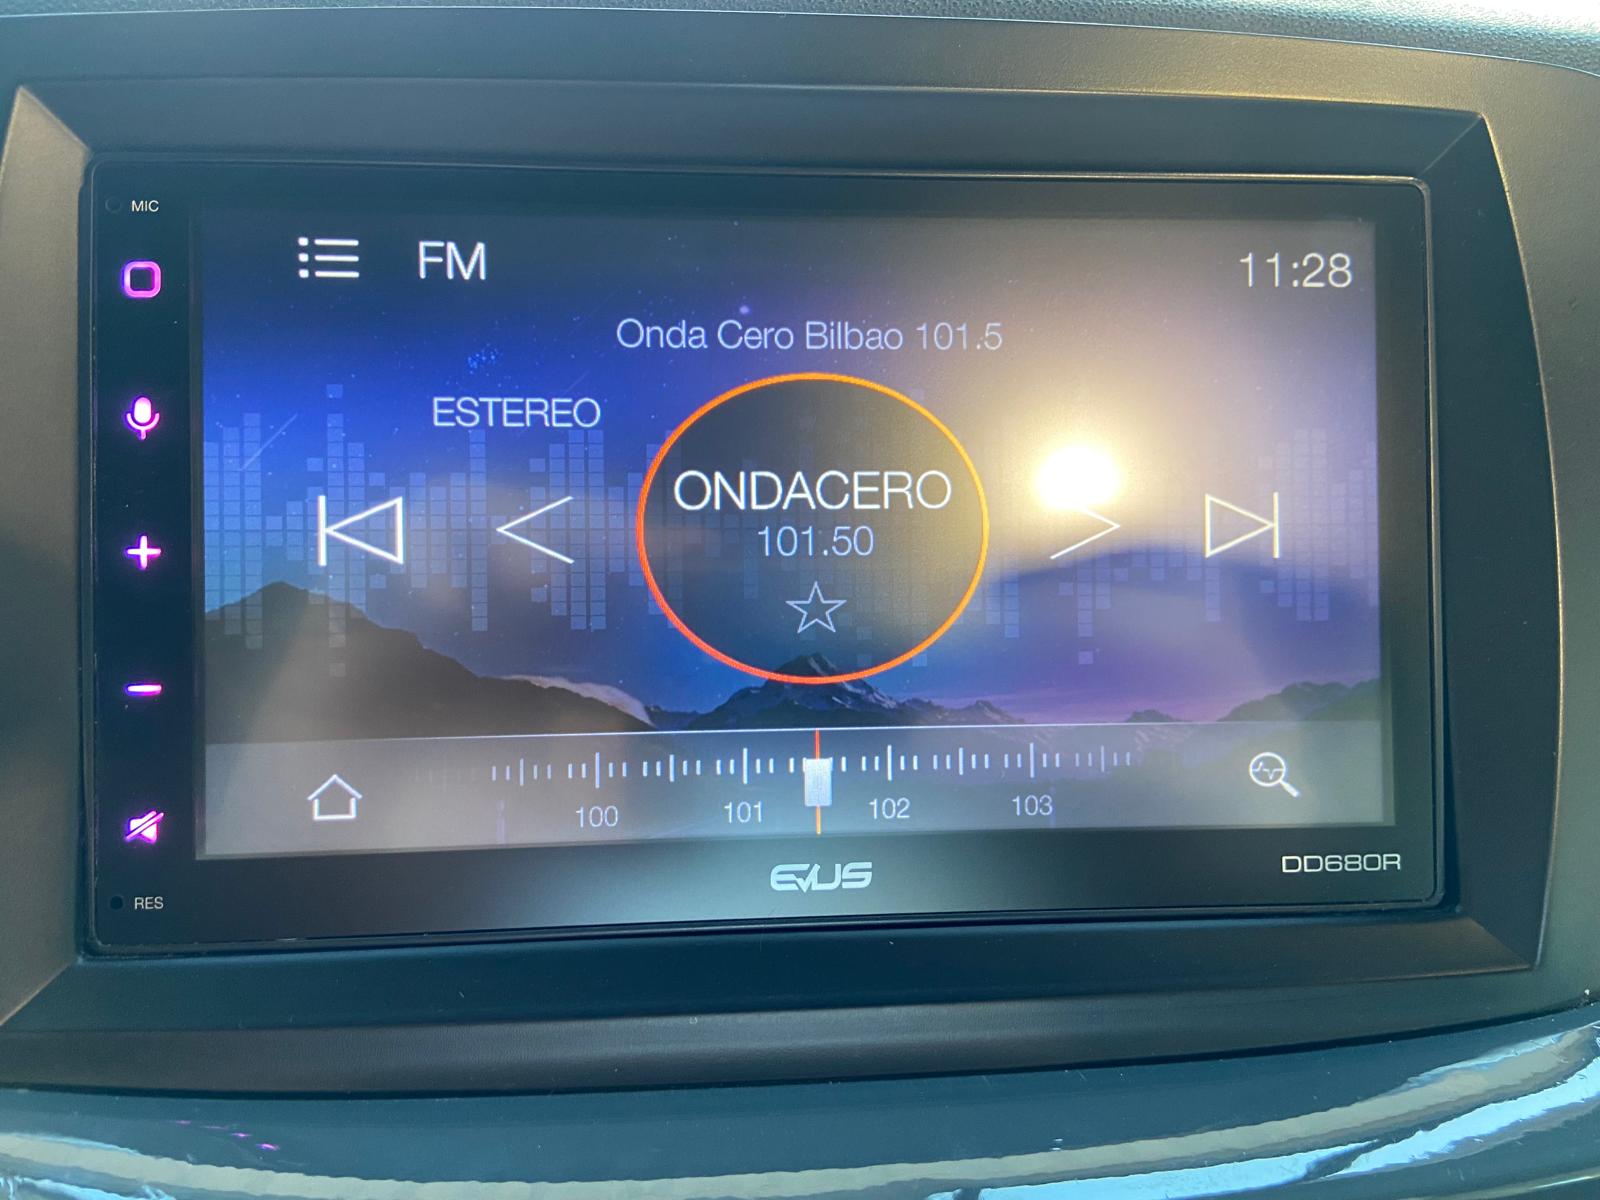 MIC
FM
11:28
Onda Cero Bilbao 101.5
ESTEREO
ONDACERO
101.50
100
101
102
103
EVUS
DD680R
RES